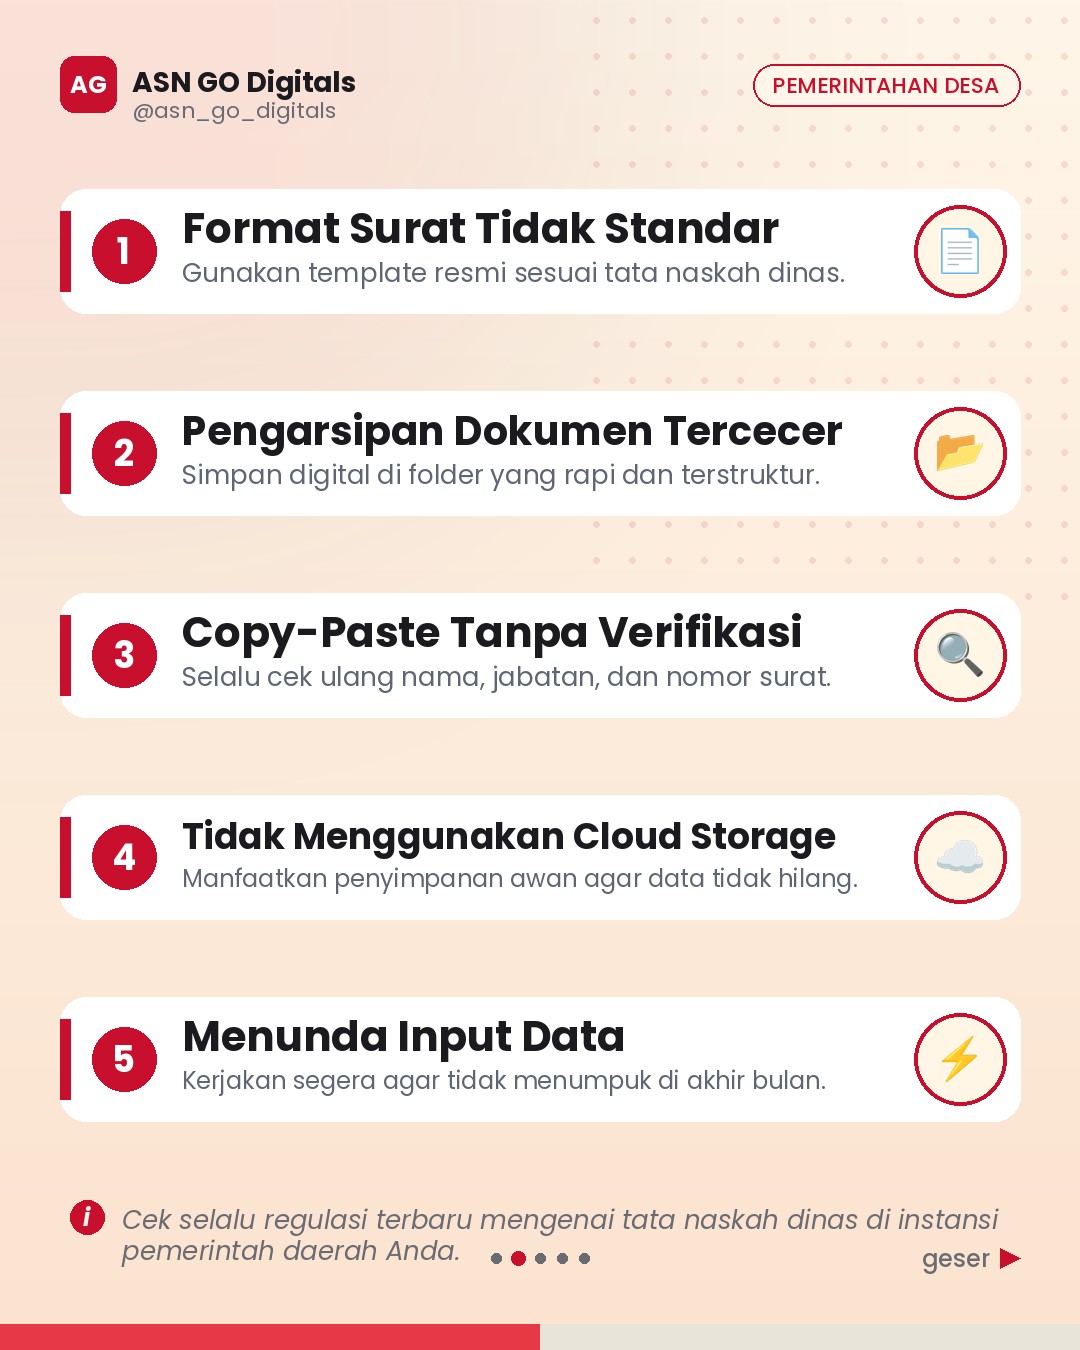 AG
ASN GO Digitals
@asn_go_digitals
PEMERINTAHAN DESA
1
Format Surat Tidak Standar
Gunakan template resmi sesuai tata naskah dinas.
2
Pengarsipan Dokumen Tercecer
Simpan digital di folder yang rapi dan terstruktur.
3
Copy-Paste Tanpa Verifikasi
Selalu cek ulang nama, jabatan, dan nomor surat.
4
Tidak Menggunakan Cloud Storage
Manfaatkan penyimpanan awan agar data tidak hilang.
5
Menunda Input Data
Kerjakan segera agar tidak menumpuk di akhir bulan.
i
Cek selalu regulasi terbaru mengenai tata naskah dinas di instansi
pemerintah daerah Anda.
geser